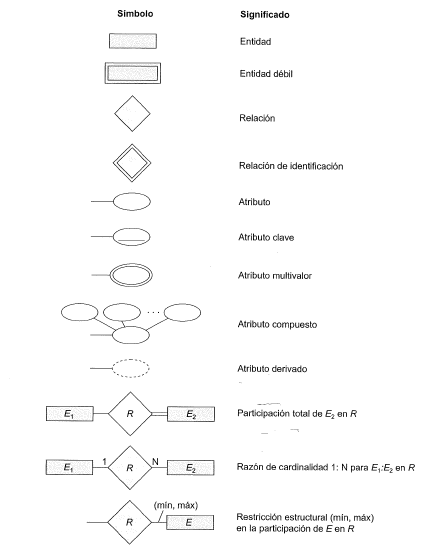 Símbolo Significado
Entidad
Entidad débil
Relación
Relación de identificación
Atributo
Atributo clave
Atributo multivalor
· · ·
Atributo compuesto
Atributo derivado
E1 R E2 Participación total de E2 en R
E1 1 R N E2 Razón de cardinalidad 1: N para E1:E2 en R
(mín, máx)
R E Restricción estructural (mín, máx)
en la participación de E en R